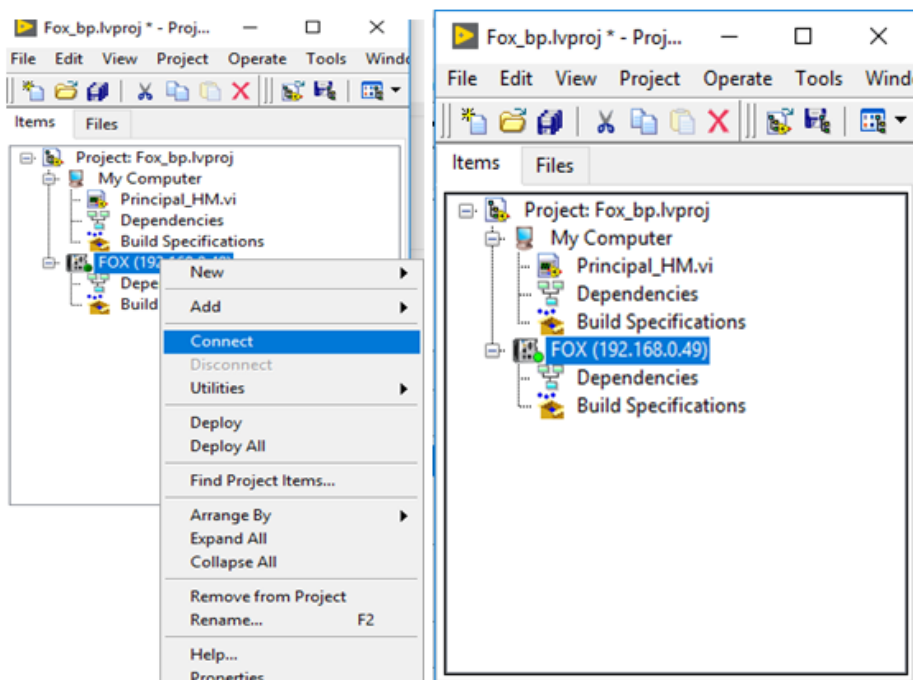 Fox_bp.lvproj * - Proj...
File Edit View Project Operate Tools
Items Files
Project: Fox_bp.lvproj
My Computer
Principal_HM.vi
Dependencies
Build Specifications
FOX
Build
New
Add
Connect
Disconnect
Utilities
Deploy
Deploy All
Find Project Items...
Arrange By
Expand All
Collapse All
Remove from Project
Rename... F2
Help...
Properties
Fox_bp.lvproj * - Proj...
File Edit View Project Operate Tools
Items Files
Project: Fox_bp.lvproj
My Computer
Principal_HM.vi
Dependencies
Build Specifications
FOX (192.168.0.49)
Dependencies
Build Specifications